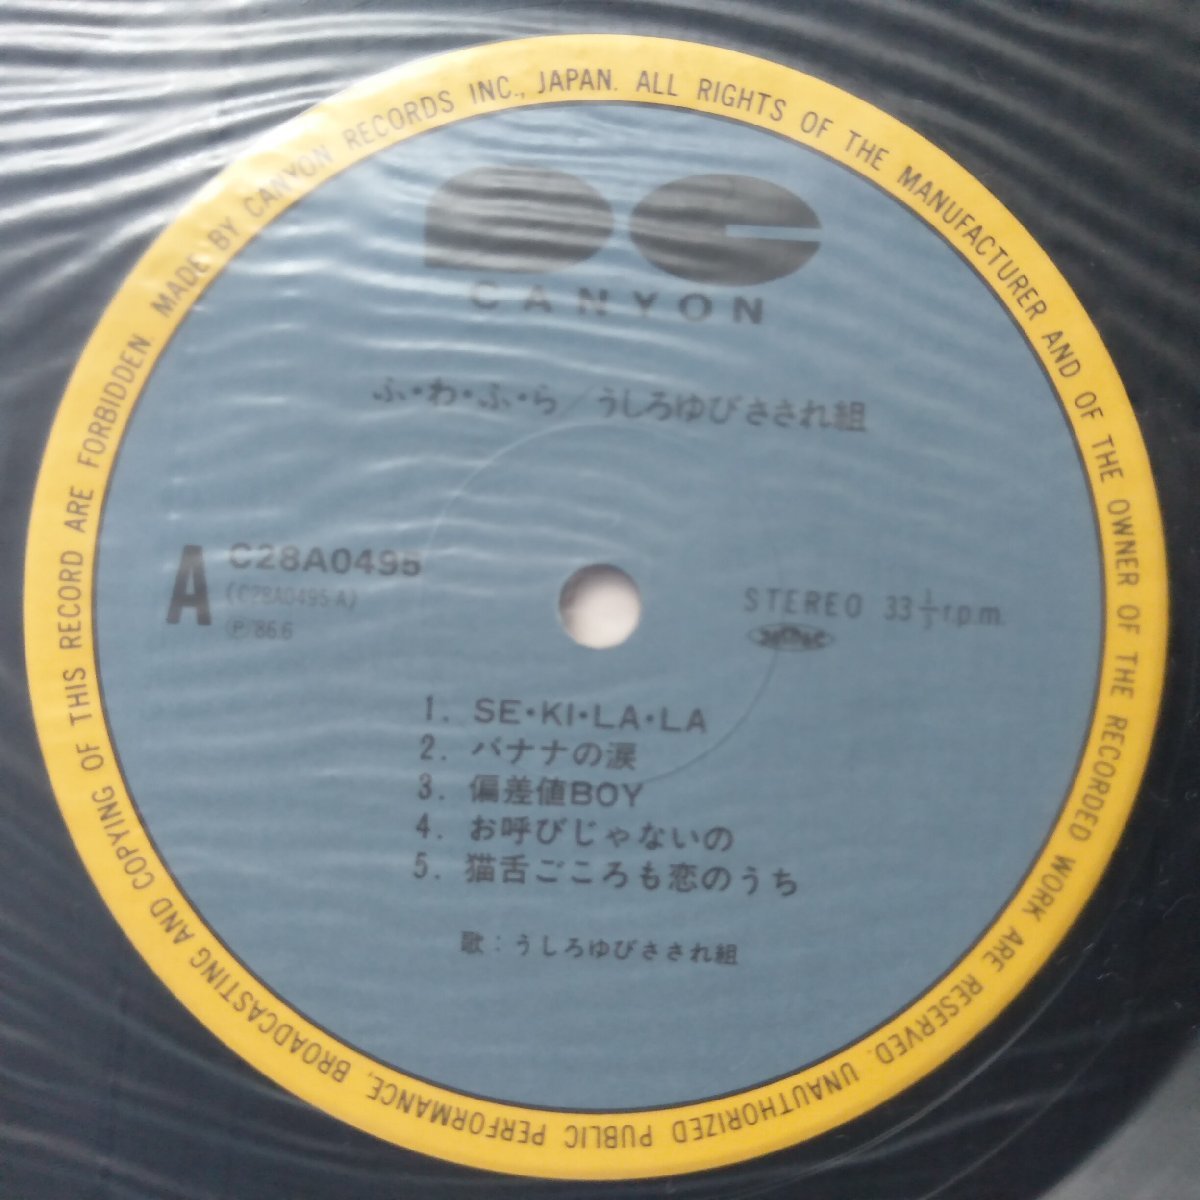 MADE BY CANYON RECORDS INC., JAPAN. ALL RIGHTS OF THE MANUFACTURER AND OF THE OWNER OF THE RECORDED WORK ARE RESERVED. UNAUTHORIZED PUBLIC PERFORMANCE, BROADCASTING AND COPYING OF THIS RECORD ARE FORBIDDEN
CANYON
ふ・わ・ふ・ら／うしろゆびさされ組
A
C28A0495
(C28A0495-A)
Ⓟ/'86.6
STEREO 33 1/3 r.p.m.
1. SE・KI・LA・LA
2. バナナの涙
3. 偏差値BOY
4. お呼びじゃないの
5. 猫舌ごころも恋のうち
歌：うしろゆびさされ組